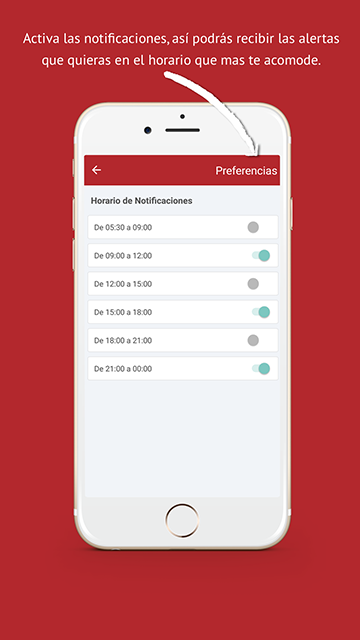 Activa las notificaciones, así podrás recibir las alertas
que quieras en el horario que mas te acomode.
Preferencias
Horario de Notificaciones
De 05:30 a 09:00
De 09:00 a 12:00
De 12:00 a 15:00
De 15:00 a 18:00
De 18:00 a 21:00
De 21:00 a 00:00